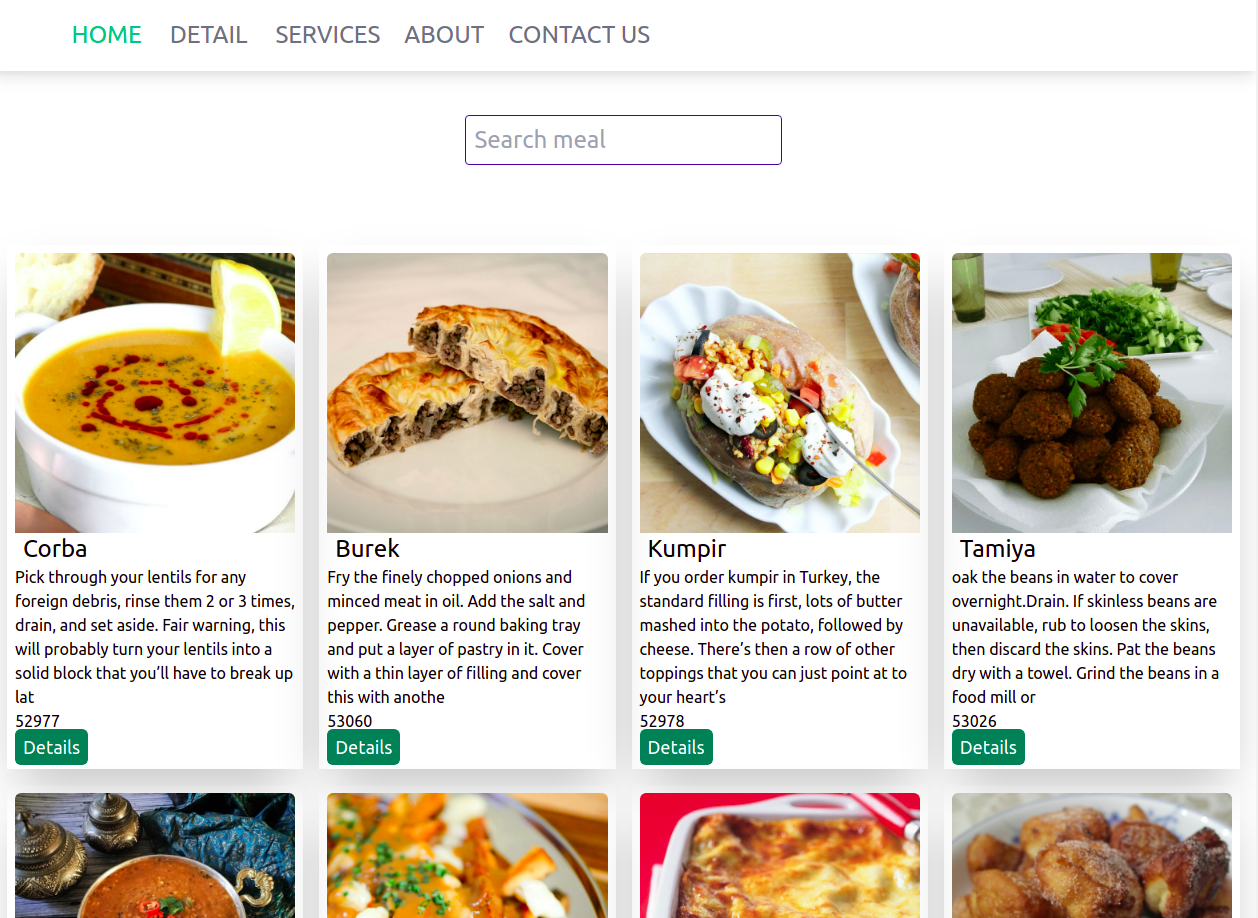 HOME DETAIL SERVICES ABOUT CONTACT US
Search meal
Corba
Pick through your lentils for any
foreign debris, rinse them 2 or 3 times,
drain, and set aside. Fair warning, this
will probably turn your lentils into a
solid block that you’ll have to break up
lat
52977
Details
Burek
Fry the finely chopped onions and
minced meat in oil. Add the salt and
pepper. Grease a round baking tray
and put a layer of pastry in it. Cover
with a thin layer of filling and cover
this with anothe
53060
Details
Kumpir
If you order kumpir in Turkey, the
standard filling is first, lots of butter
mashed into the potato, followed by
cheese. There’s then a row of other
toppings that you can just point at to
your heart’s
52978
Details
Tamiya
oak the beans in water to cover
overnight.Drain. If skinless beans are
unavailable, rub to loosen the skins,
then discard the skins. Pat the beans
dry with a towel. Grind the beans in a
food mill or
53026
Details